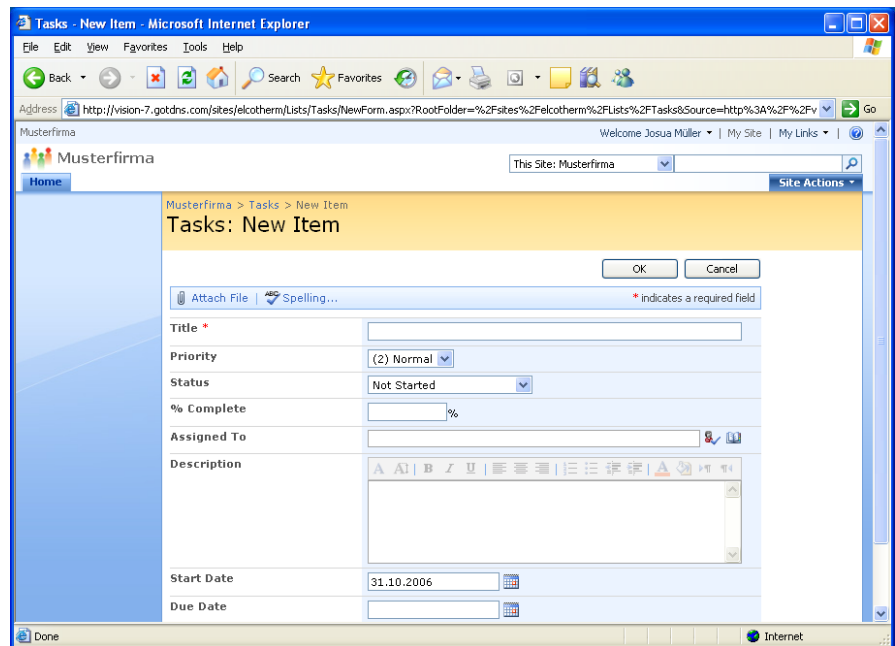 Tasks - New Item - Microsoft Internet Explorer
File Edit View Favorites Tools Help
Back Search Favorites
Address http://vision-7.gotdns.com/sites/elcotherm/Lists/Tasks/NewForm.aspx?RootFolder=%2Fsites%2Felcotherm%2FLists%2FTasks&Source=http%3A%2F%2Fv Go
Musterfirma Welcome Josua Müller | My Site | My Links |
Musterfirma This Site: Musterfirma
Home Site Actions
Musterfirma > Tasks > New Item
Tasks: New Item
OK Cancel
Attach File | ABC Spelling... * indicates a required field
Title *
Priority (2) Normal
Status Not Started
% Complete %
Assigned To
Description A A B I U A
Start Date 31.10.2006
Due Date
Done Internet